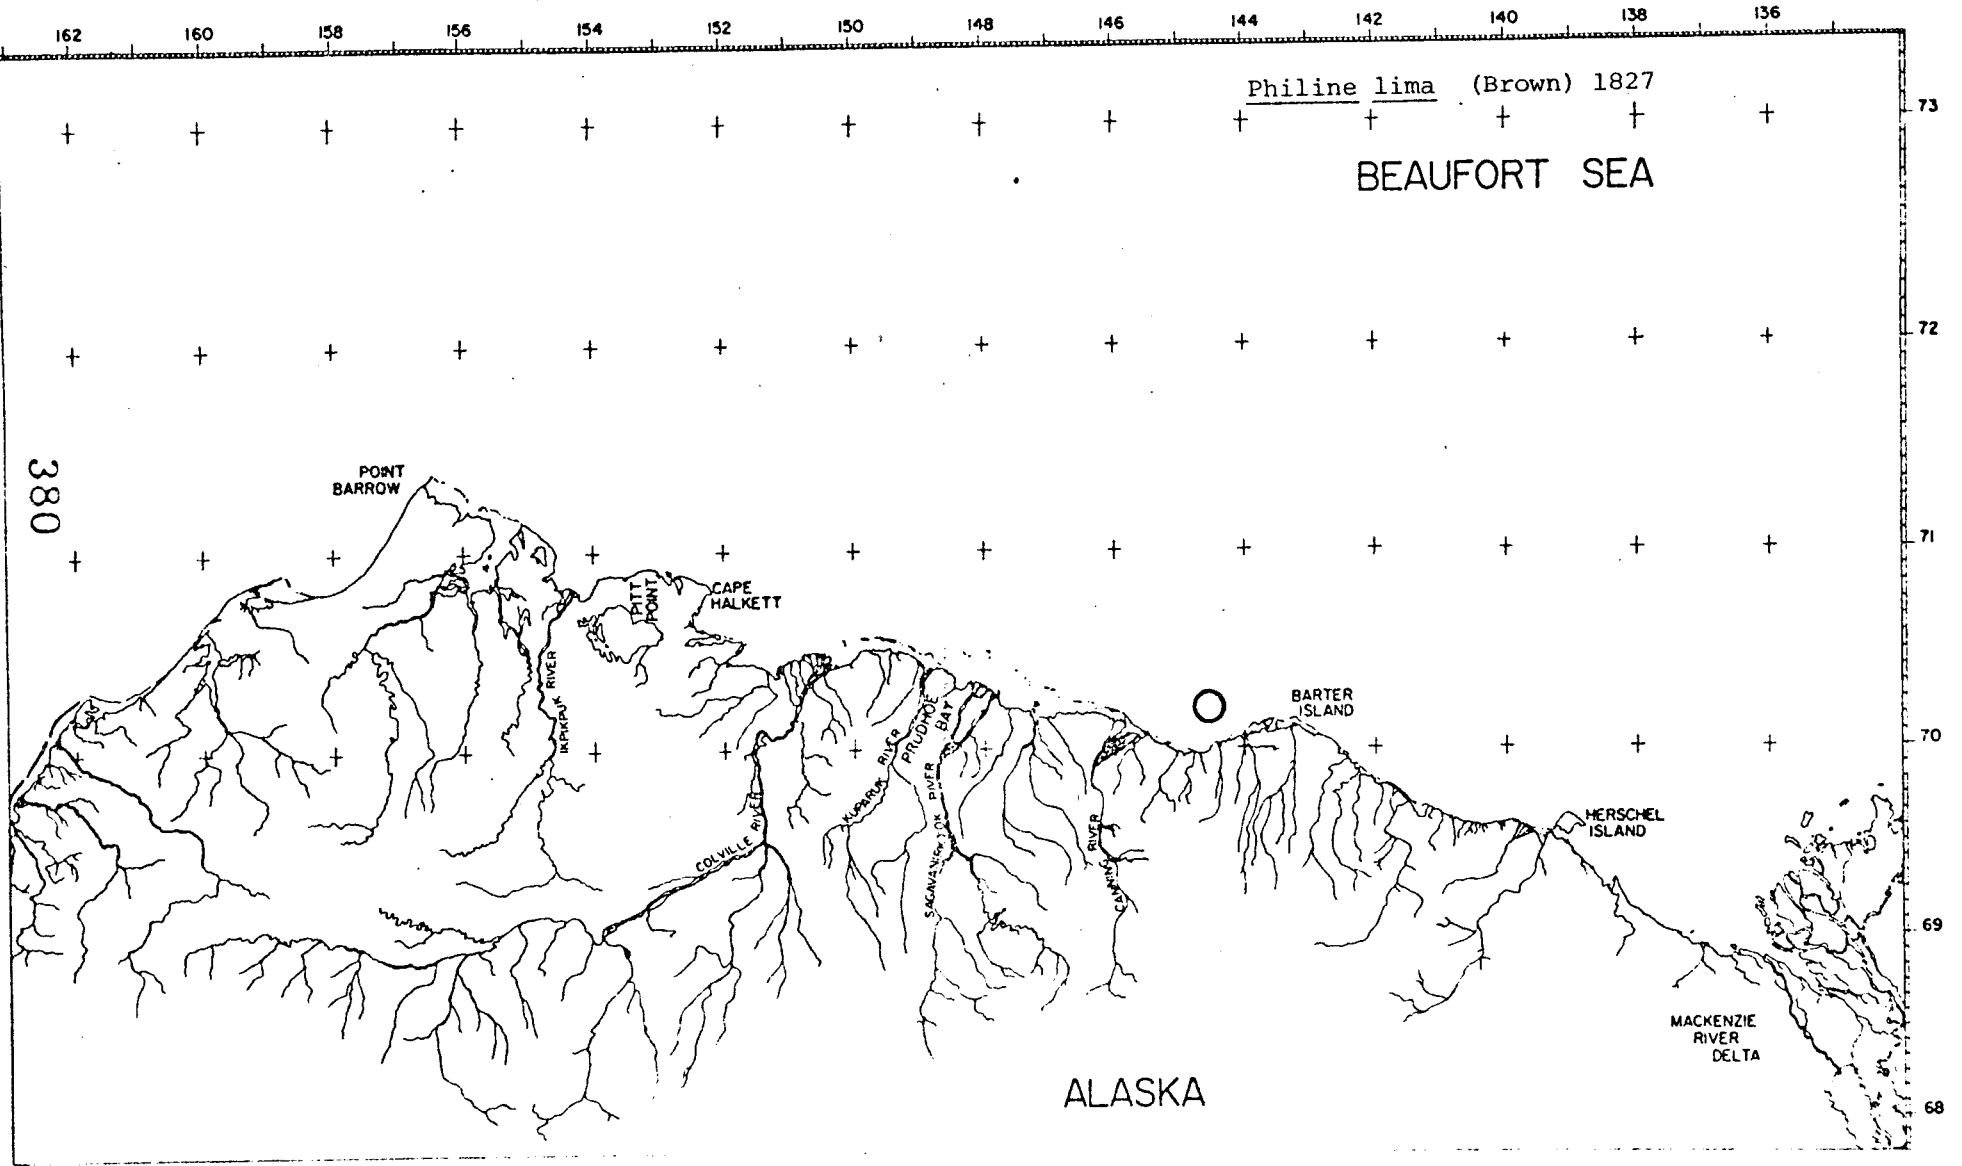 162 160 158 156 154 152 150 148 146 144 142 140 138 136
Philine lima (Brown) 1827
73
BEAUFORT SEA
72
380
POINT
BARROW
71
PITT
POINT
CAPE
HALKETT
IKPIKPUK RIVER
BARTER
ISLAND
PRUDHOE
BAY
70
KUPARUK RIVER
SAGAVANIRKTOK RIVER
COLVILLE RIVER
CANNING RIVER
HERSCHEL
ISLAND
69
MACKENZIE
RIVER
DELTA
ALASKA
68